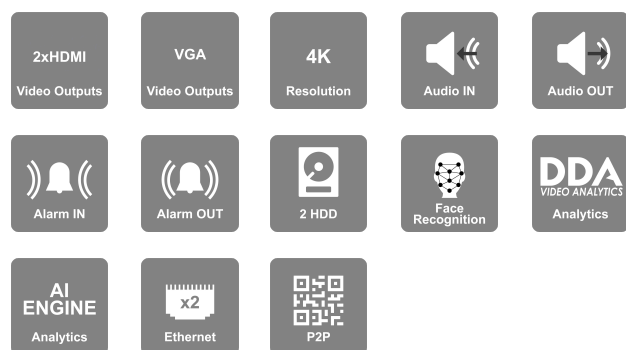 2xHDMI
Video Outputs
VGA
Video Outputs
4K
Resolution
Audio IN
Audio OUT
Alarm IN
Alarm OUT
2 HDD
Face
Recognition
DDA
VIDEO ANALYTICS
Analytics
AI
ENGINE
Analytics
x2
Ethernet
P2P